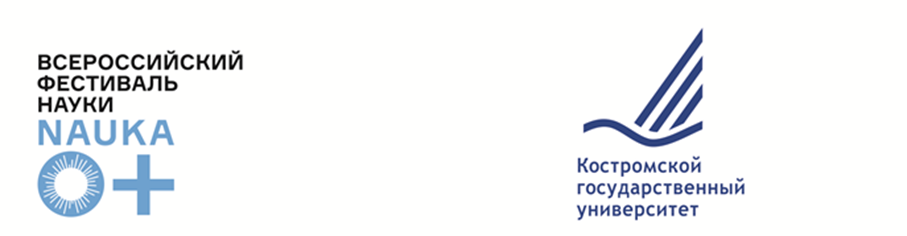 ВСЕРОССИЙСКИЙ
ФЕСТИВАЛЬ
НАУКИ
NAUKA
0+
Костромской
государственный
университет